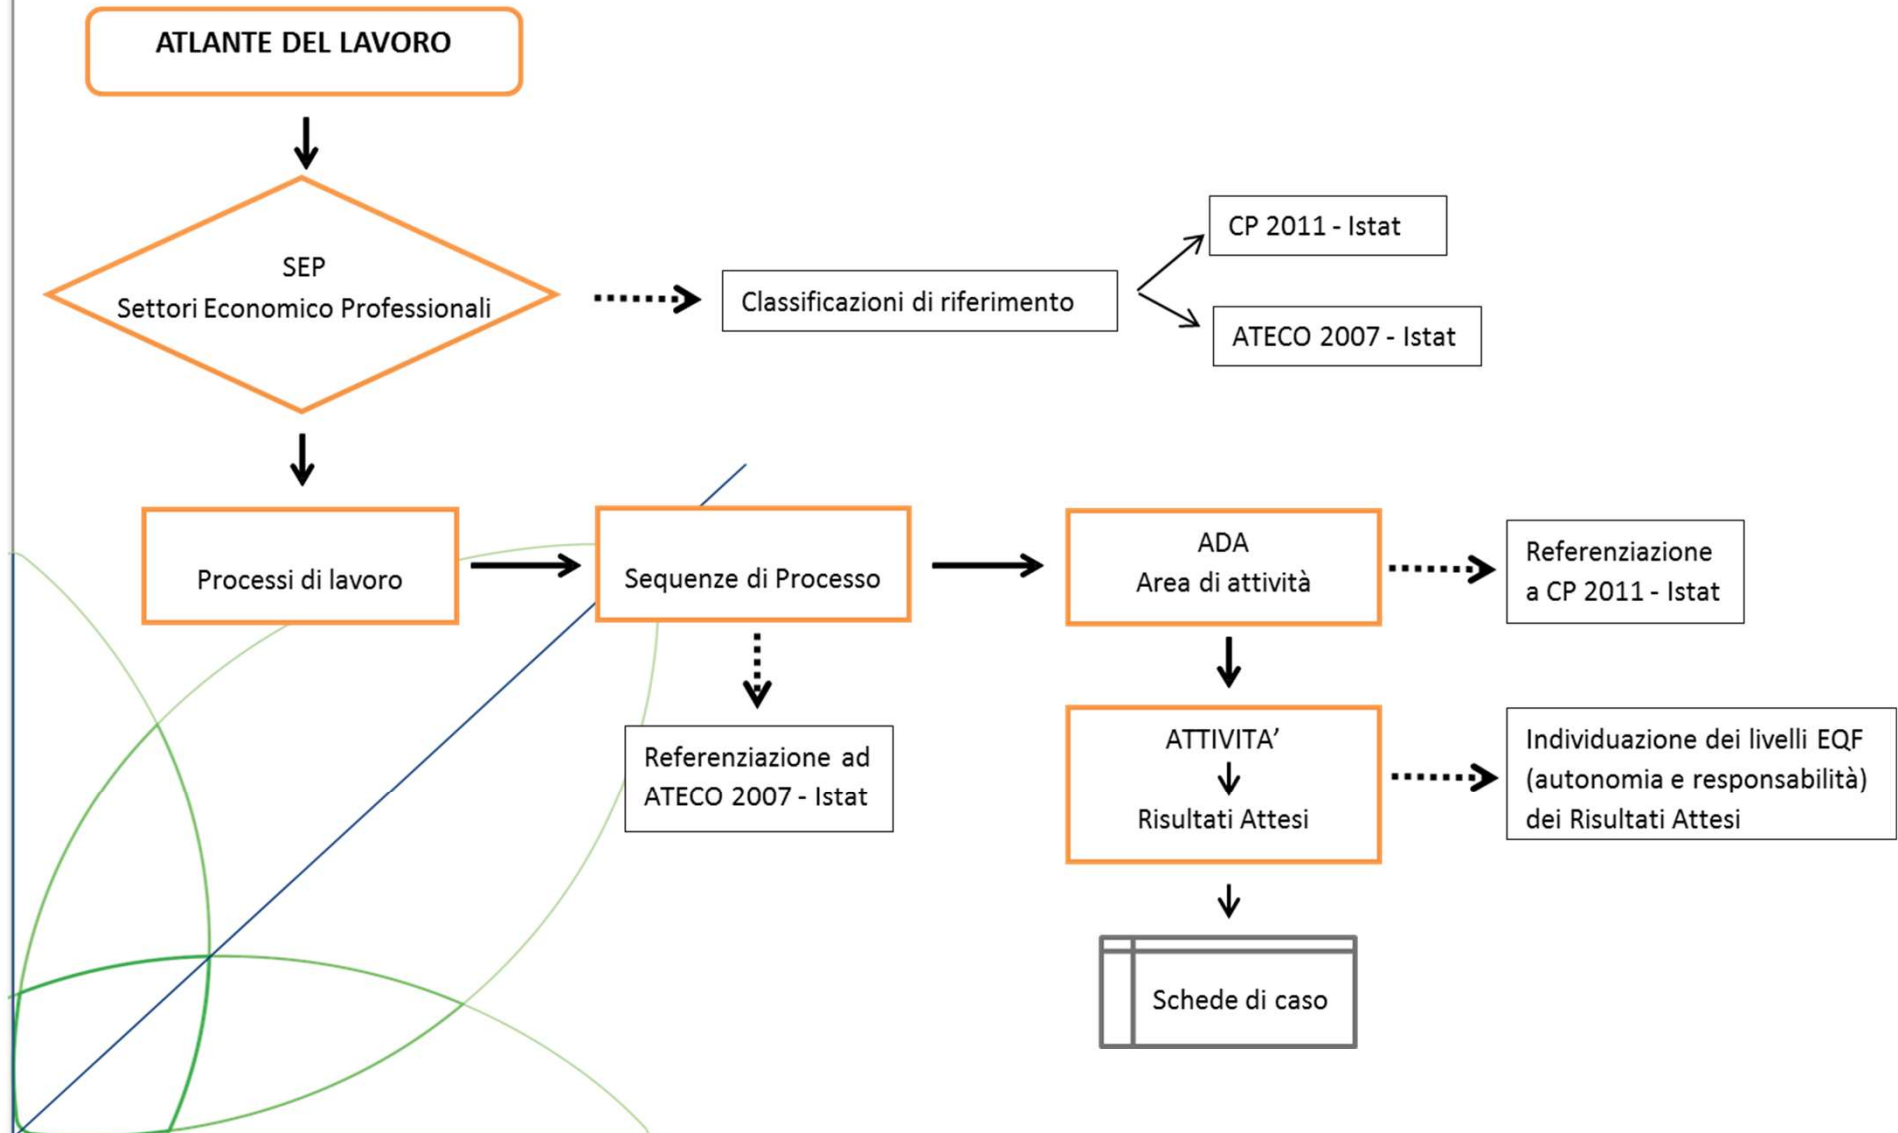 ATLANTE DEL LAVORO
SEP
Settori Economico Professionali
Classificazioni di riferimento
CP 2011 - Istat
ATECO 2007 - Istat
Processi di lavoro
Sequenze di Processo
ADA
Area di attività
Referenziazione
a CP 2011 - Istat
Referenziazione ad
ATECO 2007 - Istat
ATTIVITA’
Risultati Attesi
Individuazione dei livelli EQF
(autonomia e responsabilità)
dei Risultati Attesi
Schede di caso